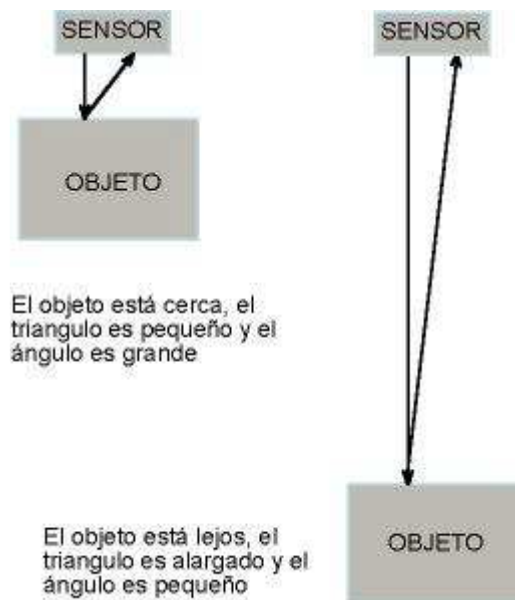 SENSOR
SENSOR
OBJETO
El objeto está cerca, el
triangulo es pequeño y el
ángulo es grande
El objeto está lejos, el
triangulo es alargado y el
ángulo es pequeño
OBJETO